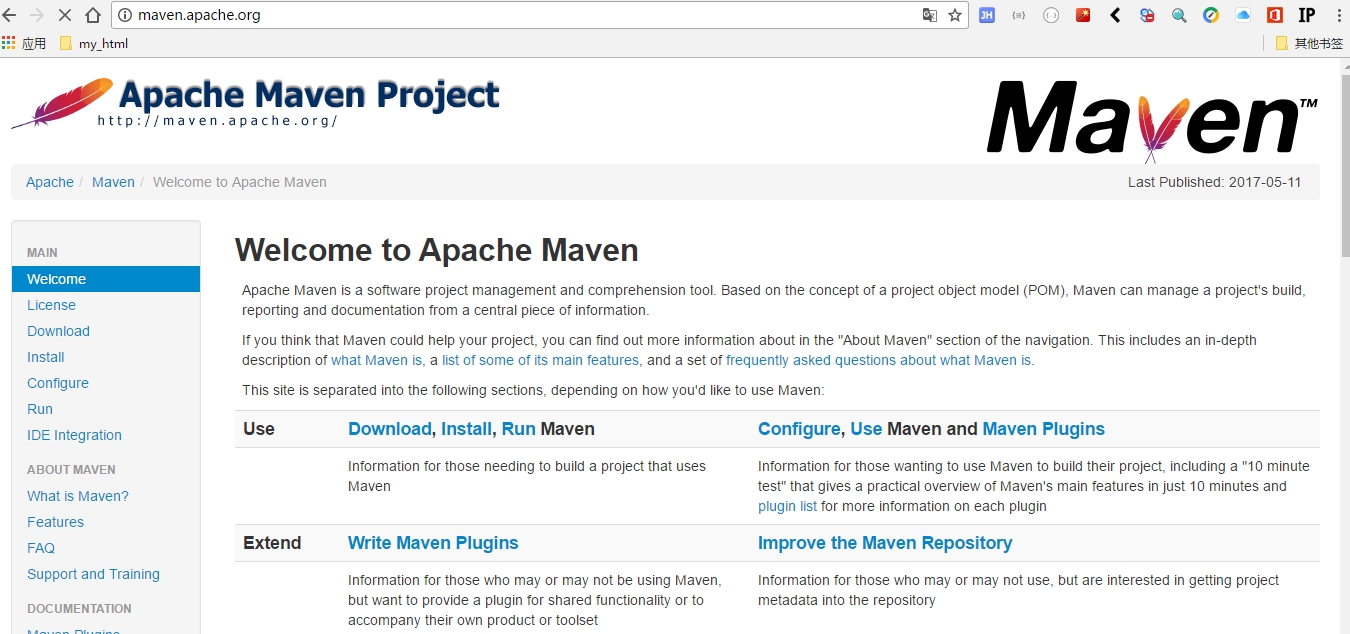 maven.apache.org
JH
IP
应用
my_html
其他书签
Apache Maven Project
http://maven.apache.org/
Maven™
Apache / Maven / Welcome to Apache Maven
Last Published: 2017-05-11
MAIN
Welcome
License
Download
Install
Configure
Run
IDE Integration
ABOUT MAVEN
What is Maven?
Features
FAQ
Support and Training
DOCUMENTATION
Maven Plugins
Welcome to Apache Maven
Apache Maven is a software project management and comprehension tool. Based on the concept of a project object model (POM), Maven can manage a project's build,
reporting and documentation from a central piece of information.
If you think that Maven could help your project, you can find out more information about in the "About Maven" section of the navigation. This includes an in-depth
description of what Maven is, a list of some of its main features, and a set of frequently asked questions about what Maven is.
This site is separated into the following sections, depending on how you'd like to use Maven:
Use
Download, Install, Run Maven
Configure, Use Maven and Maven Plugins
Information for those needing to build a project that uses
Maven
Information for those wanting to use Maven to build their project, including a "10 minute
test" that gives a practical overview of Maven's main features in just 10 minutes and
plugin list for more information on each plugin
Extend
Write Maven Plugins
Improve the Maven Repository
Information for those who may or may not be using Maven,
but want to provide a plugin for shared functionality or to
accompany their own product or toolset
Information for those who may or may not use, but are interested in getting project
metadata into the repository